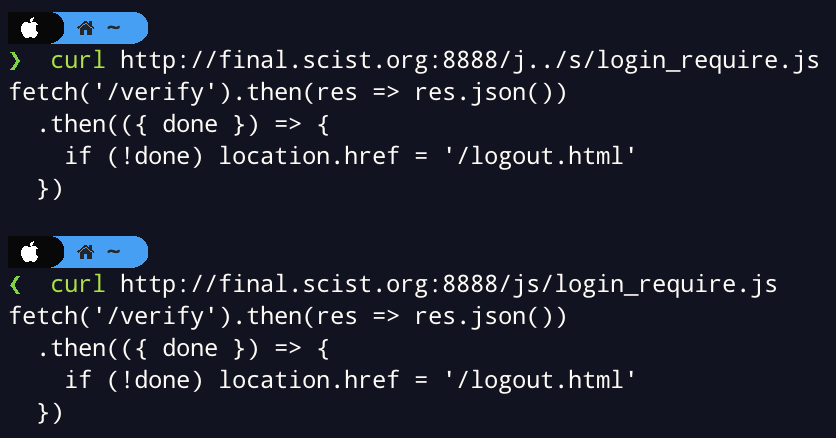 ~
❯ curl http://final.scist.org:8888/j../s/login_require.js
fetch('/verify').then(res => res.json())
  .then(({ done }) => {
    if (!done) location.href = '/logout.html'
  })
~
❮ curl http://final.scist.org:8888/js/login_require.js
fetch('/verify').then(res => res.json())
  .then(({ done }) => {
    if (!done) location.href = '/logout.html'
  })